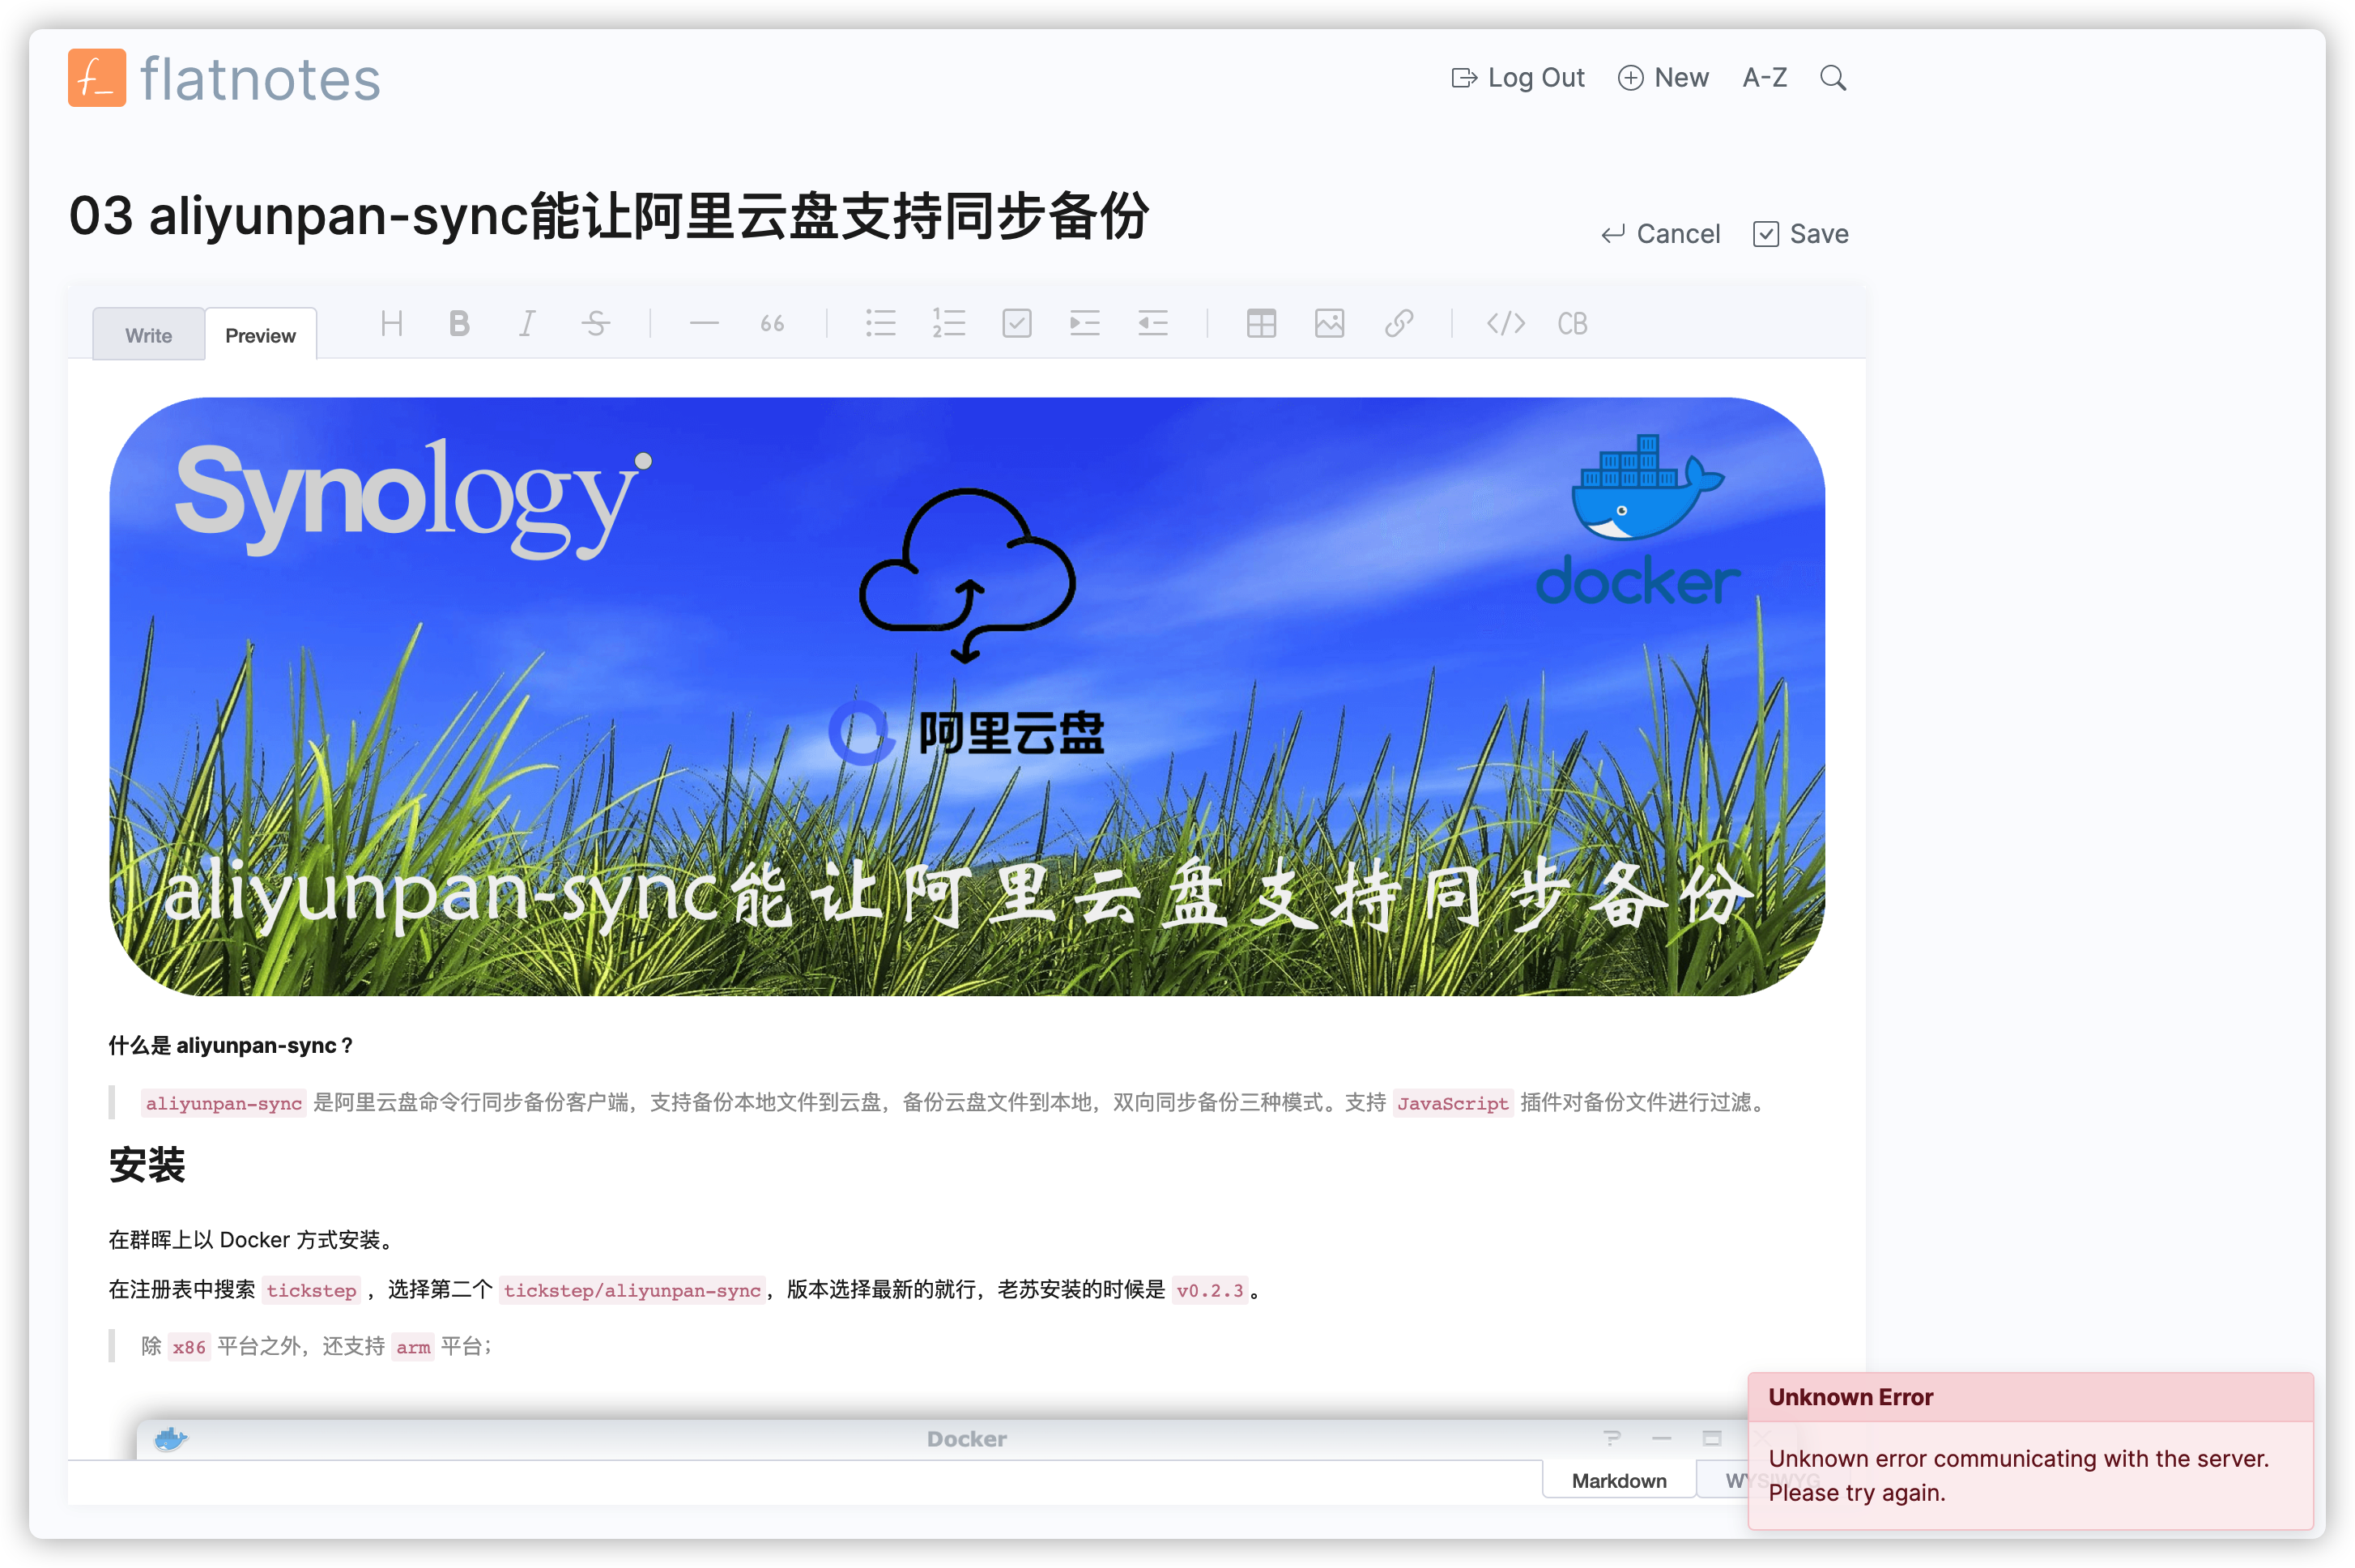 flatnotes
Log Out New A-Z
03 aliyunpan-sync能让阿里云盘支持同步备份
Cancel Save
Write Preview H B I S 66 CB
Synology
docker
阿里云盘
aliyunpan-sync能让阿里云盘支持同步备份
什么是 aliyunpan-sync ?
aliyunpan-sync 是阿里云盘命令行同步备份客户端，支持备份本地文件到云盘，备份云盘文件到本地，双向同步备份三种模式。支持 JavaScript 插件对备份文件进行过滤。
安装
在群晖上以 Docker 方式安装。
在注册表中搜索 tickstep ，选择第二个 tickstep/aliyunpan-sync，版本选择最新的就行，老苏安装的时候是 v0.2.3。
除 x86 平台之外，还支持 arm 平台；
Docker
Markdown WYSIWYG
Unknown Error
Unknown error communicating with the server.
Please try again.